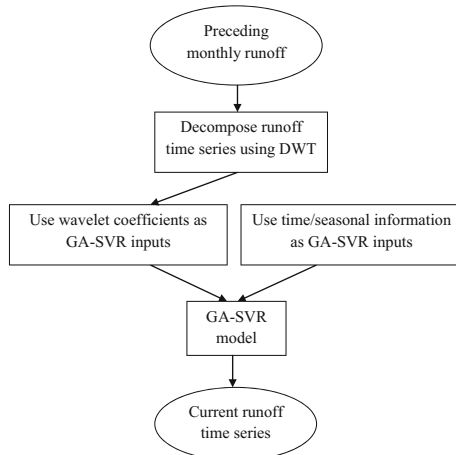 Preceding
monthly runoff
Decompose runoff
time series using DWT
Use wavelet coefficients as
GA-SVR inputs
Use time/seasonal information
as GA-SVR inputs
GA-SVR
model
Current runoff
time series